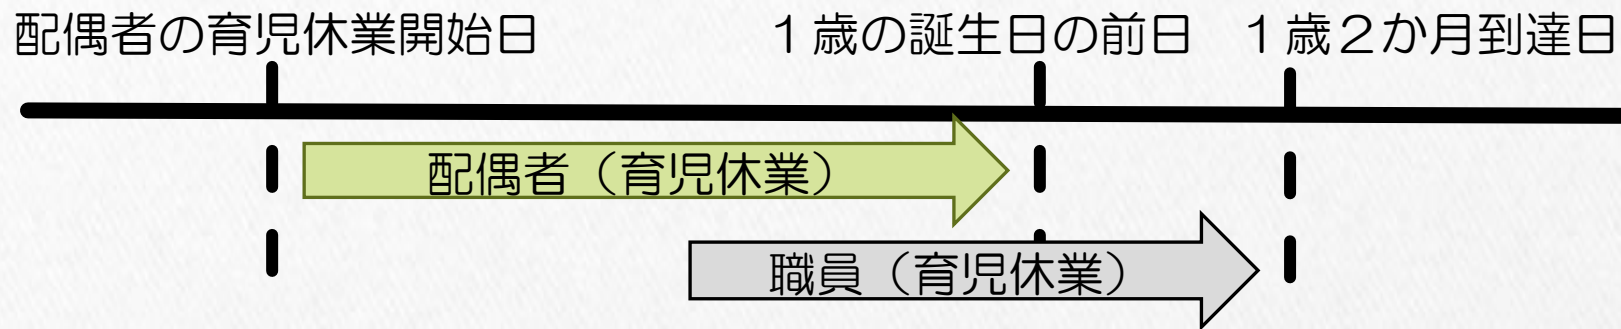 配偶者の育児休業開始日 １歳の誕生日の前日 １歳２か月到達日
配偶者（育児休業）
職員（育児休業）